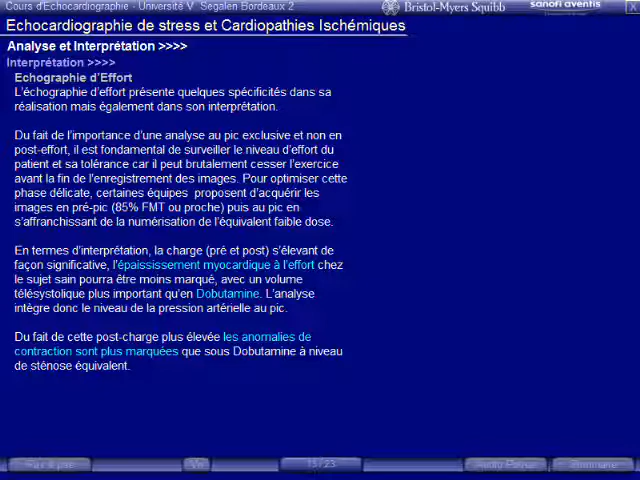 Cours d'Echocardiographie - Université V. Segalen Bordeaux 2
Bristol-Myers Squibb
sanofi aventis
X
Echocardiographie de stress et Cardiopathies Ischémiques
Analyse et Interprétation >>>>
Interprétation >>>>
Echographie d'Effort
L'échographie d'effort présente quelques spécificités dans sa
réalisation mais également dans son interprétation.
Du fait de l'importance d'une analyse au pic exclusive et non en
post-effort, il est fondamental de surveiller le niveau d'effort du
patient et sa tolérance car il peut brutalement cesser l'exercice
avant la fin de l'enregistrement des images. Pour optimiser cette
phase délicate, certaines équipes proposent d'acquérir les
images en pré-pic (85% FMT ou proche) puis au pic en
s'affranchissant de la numérisation de l'équivalent faible dose.
En termes d'interprétation, la charge (pré et post) s'élevant de
façon significative, l'épaississement myocardique à l'effort chez
le sujet sain pourra être moins marqué, avec un volume
télésystolique plus important qu'en Dobutamine. L'analyse
intègre donc le niveau de la pression artérielle au pic.
Du fait de cette post-charge plus élevée les anomalies de
contraction sont plus marquées que sous Dobutamine à niveau
de sténose équivalent.
13 / 23
Sommaire